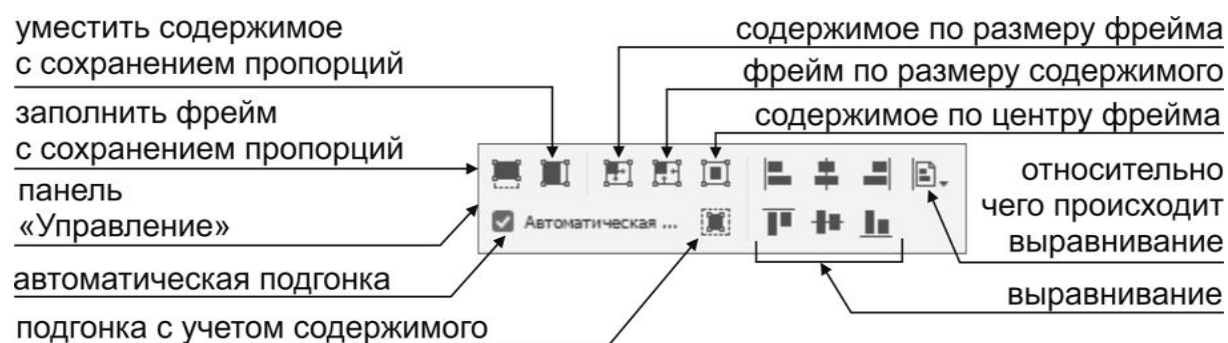 уместить содержимое
с сохранением пропорций
заполнить фрейм
с сохранением пропорций
панель
«Управление»
автоматическая подгонка
подгонка с учетом содержимого
содержимое по размеру фрейма
фрейм по размеру содержимого
содержимое по центру фрейма
Автоматическая ...
относительно
чего происходит
выравнивание
выравнивание